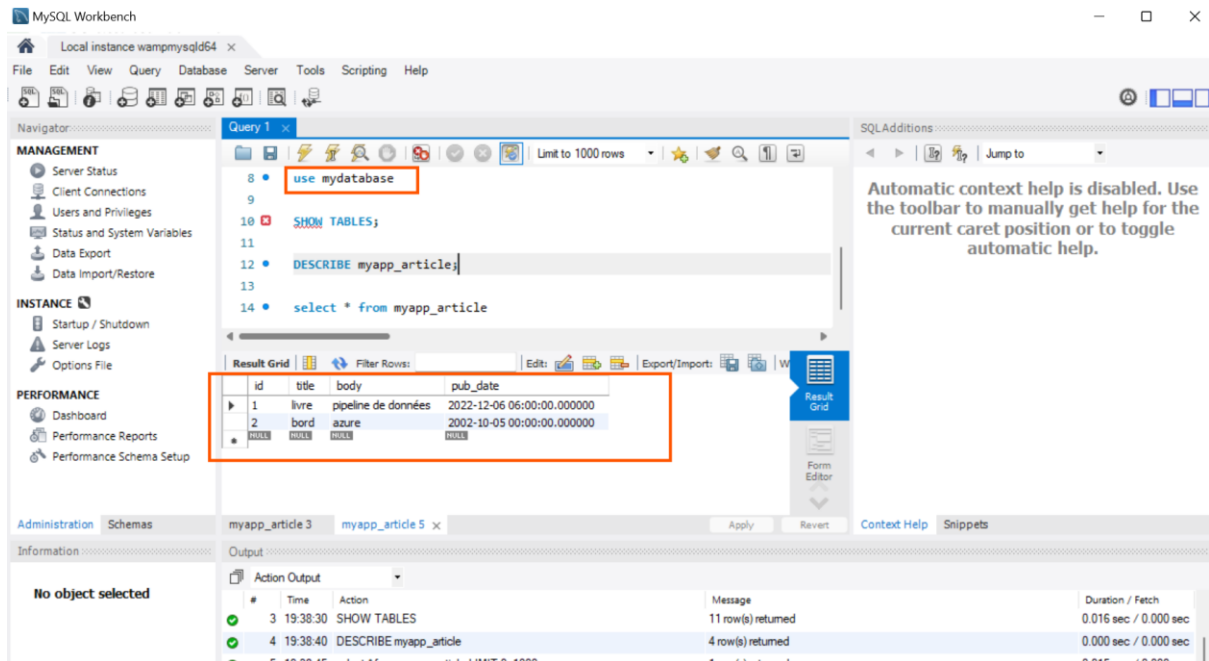 MySQL Workbench
Local instance wampmysqld64
File Edit View Query Database Server Tools Scripting Help
Navigator
MANAGEMENT
Server Status
Client Connections
Users and Privileges
Status and System Variables
Data Export
Data Import/Restore
INSTANCE
Startup / Shutdown
Server Logs
Options File
PERFORMANCE
Dashboard
Performance Reports
Performance Schema Setup
Administration Schemas
Information
No object selected
Query 1
Limit to 1000 rows
8 use mydatabase
9
10 SHOW TABLES;
11
12 DESCRIBE myapp_article;
13
14 select * from myapp_article
Result Grid Filter Rows: Edit: Export/Import:
id title body pub_date
1 livre pipeline de données 2022-12-06 06:00:00.000000
2 bord azure 2002-10-05 00:00:00.000000
NULL NULL NULL NULL
Result
Grid
Form
Editor
myapp_article 3 myapp_article 5 Apply Revert
SQLAdditions
Jump to
Automatic context help is disabled. Use
the toolbar to manually get help for the
current caret position or to toggle
automatic help.
Context Help Snippets
Output
Action Output
# Time Action Message Duration / Fetch
3 19:38:30 SHOW TABLES 11 row(s) returned 0.016 sec / 0.000 sec
4 19:38:40 DESCRIBE myapp_article 4 row(s) returned 0.000 sec / 0.000 sec